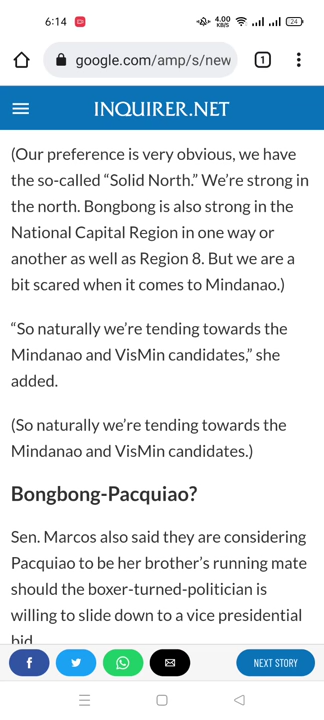 6:14
4.00
KB/S
24
google.com/amp/s/new
1
INQUIRER.NET
(Our preference is very obvious, we have
the so-called “Solid North.” We’re strong in
the north. Bongbong is also strong in the
National Capital Region in one way or
another as well as Region 8. But we are a
bit scared when it comes to Mindanao.)
“So naturally we’re tending towards the
Mindanao and VisMin candidates,” she
added.
(So naturally we’re tending towards the
Mindanao and VisMin candidates.)
Bongbong-Pacquiao?
Sen. Marcos also said they are considering
Pacquiao to be her brother’s running mate
should the boxer-turned-politician is
willing to slide down to a vice presidential
bid
f
NEXT STORY